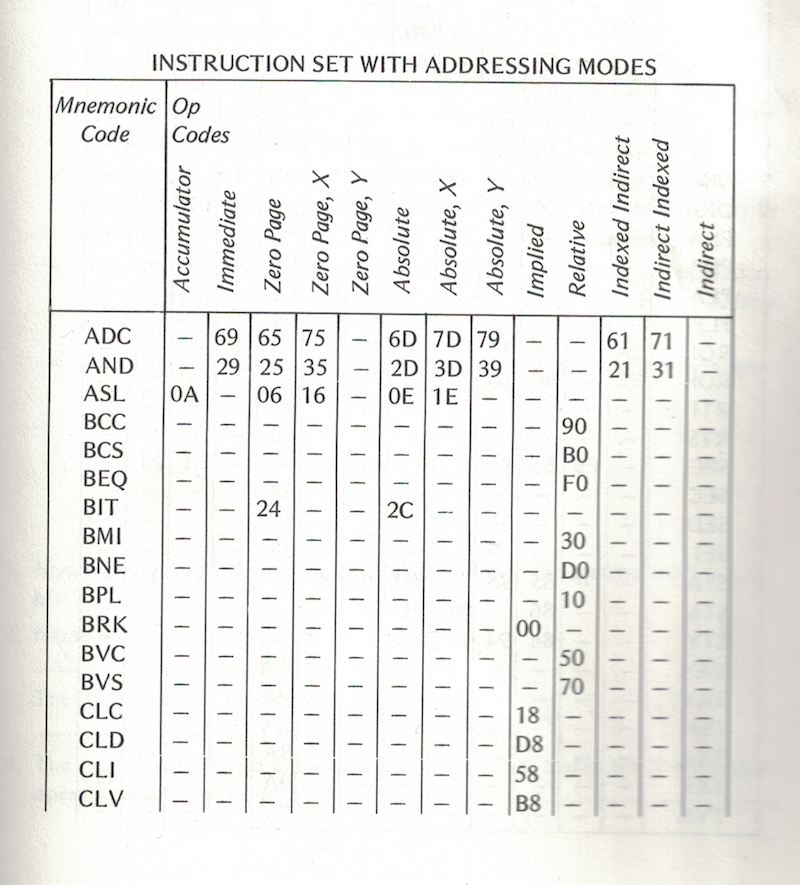 INSTRUCTION SET WITH ADDRESSING MODES
Mnemonic Code Op Codes
Accumulator Immediate Zero Page Zero Page, X Zero Page, Y Absolute Absolute, X Absolute, Y Implied Relative Indexed Indirect Indirect Indexed Indirect
ADC – 69 65 75 – 6D 7D 79 – – 61 71 –
AND – 29 25 35 – 2D 3D 39 – – 21 31 –
ASL 0A – 06 16 – 0E 1E – – – – – –
BCC – – – – – – – – – 90 – – –
BCS – – – – – – – – – B0 – – –
BEQ – – – – – – – – – F0 – – –
BIT – – 24 – – 2C – – – – – – –
BMI – – – – – – – – – 30 – – –
BNE – – – – – – – – – D0 – – –
BPL – – – – – – – – – 10 – – –
BRK – – – – – – – – 00 – – – –
BVC – – – – – – – – – 50 – – –
BVS – – – – – – – – – 70 – – –
CLC – – – – – – – – 18 – – – –
CLD – – – – – – – – D8 – – – –
CLI – – – – – – – – 58 – – – –
CLV – – – – – – – – B8 – – – –